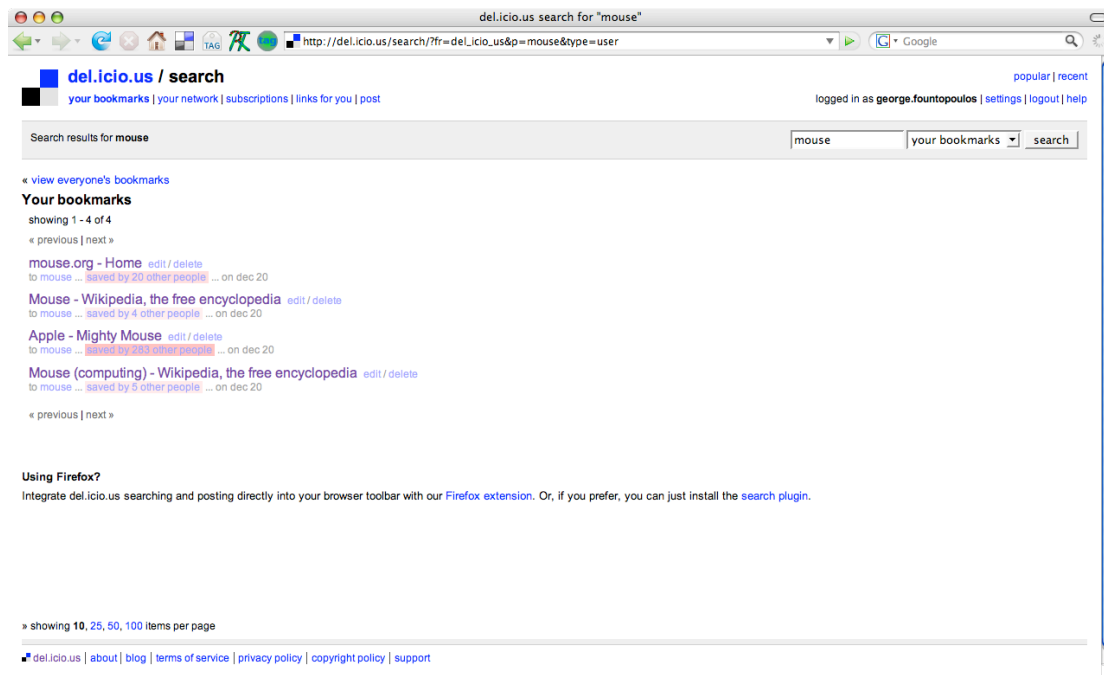 del.icio.us search for "mouse"
TAG tag http://del.icio.us/search/?fr=del_icio_us&p=mouse&type=user G Google
del.icio.us / search popular | recent
your bookmarks | your network | subscriptions | links for you | post logged in as george.fountopoulos | settings | logout | help
Search results for mouse mouse your bookmarks search
« view everyone's bookmarks
Your bookmarks
showing 1 - 4 of 4
« previous | next »
mouse.org - Home edit / delete
to mouse ... saved by 20 other people ... on dec 20
Mouse - Wikipedia, the free encyclopedia edit / delete
to mouse ... saved by 4 other people ... on dec 20
Apple - Mighty Mouse edit / delete
to mouse ... saved by 283 other people ... on dec 20
Mouse (computing) - Wikipedia, the free encyclopedia edit / delete
to mouse ... saved by 5 other people ... on dec 20
« previous | next »
Using Firefox?
Integrate del.icio.us searching and posting directly into your browser toolbar with our Firefox extension. Or, if you prefer, you can just install the search plugin.
» showing 10, 25, 50, 100 items per page
del.icio.us | about | blog | terms of service | privacy policy | copyright policy | support